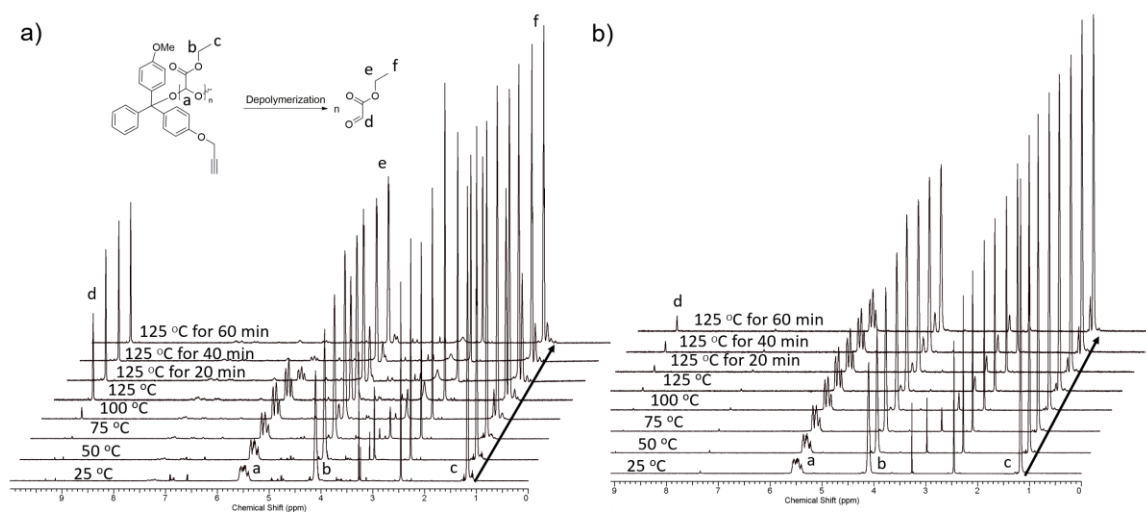 a)
b c
OMe
O
O
O
O
n
a
O
Depolymerization
n
e f
O
O
O
d
f
e
d
125 °C for 60 min
125 °C for 40 min
125 °C for 20 min
125 °C
100 °C
75 °C
50 °C
25 °C
a
b
c
9 8 6 4 3 2 1 0
Chemical Shift (ppm)
b)
d
125 °C for 60 min
125 °C for 40 min
125 °C for 20 min
125 °C
100 °C
75 °C
50 °C
25 °C
a
b
c
9 8 7 6 5 4 3 2 1 0
Chemical Shift (ppm)